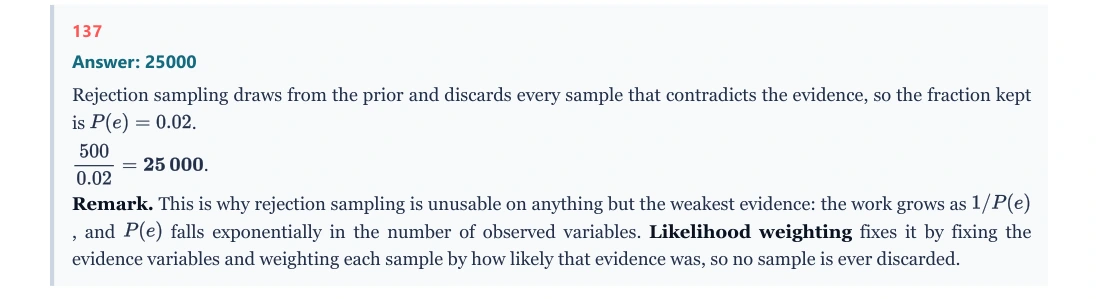 137
Answer: 25000
Rejection sampling draws from the prior and discards every sample that contradicts the evidence, so the fraction kept
is P(e) = 0.02.
500
0.02
= 25 000.
Remark. This is why rejection sampling is unusable on anything but the weakest evidence: the work grows as 1/P(e)
, and P(e) falls exponentially in the number of observed variables. Likelihood weighting fixes it by fixing the
evidence variables and weighting each sample by how likely that evidence was, so no sample is ever discarded.